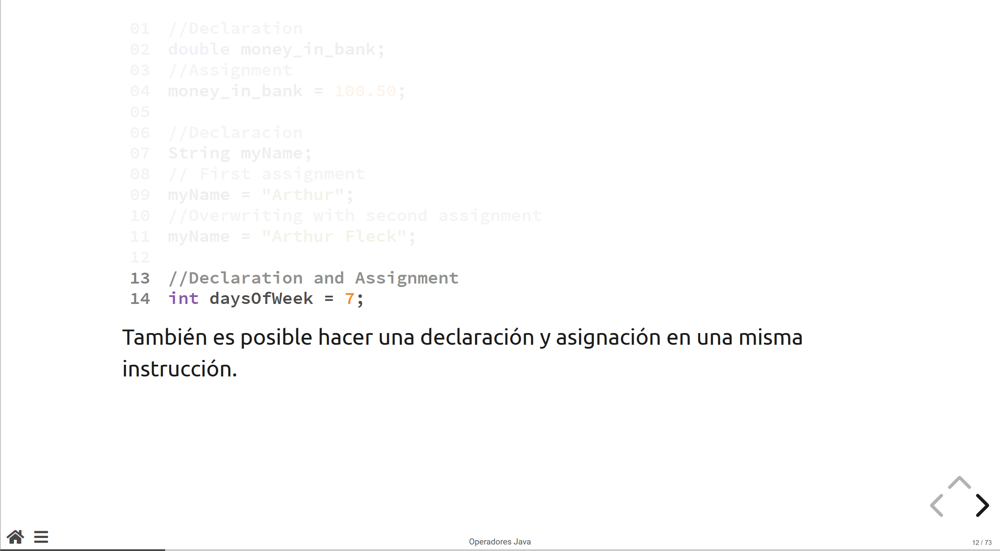 01 //Declaration
02 double money_in_bank;
03 //Assignment
04 money_in_bank = 100.50;
05
06 //Declaracion
07 String myName;
08 // First assignment
09 myName = "Arthur";
10 //Overwriting with second assignment
11 myName = "Arthur Fleck";
12
13 //Declaration and Assignment
14 int daysOfWeek = 7;
También es posible hacer una declaración y asignación en una misma
instrucción.
Operadores Java
12 / 73